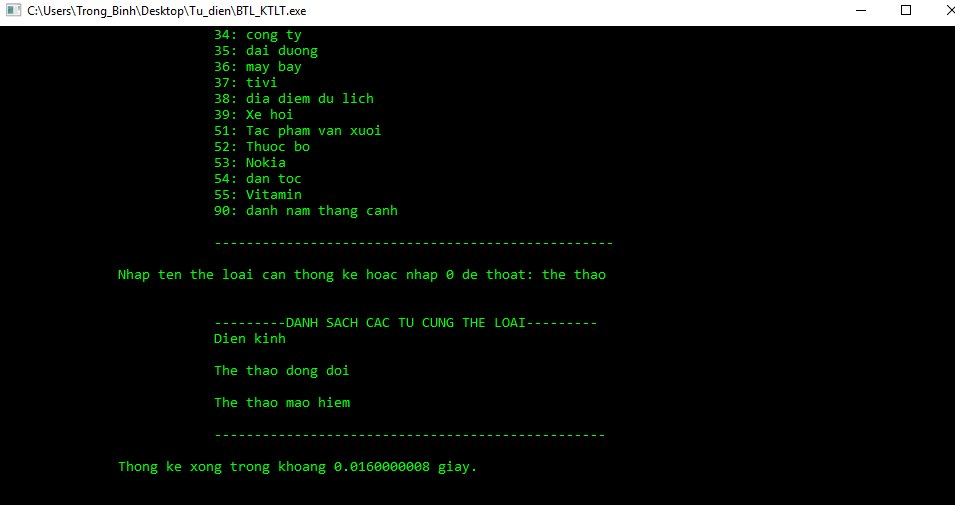 C:\Users\Trong_Binh\Desktop\Tu_dien\BTL_KTLT.exe
34: cong ty
35: dai duong
36: may bay
37: tivi
38: dia diem du lich
39: Xe hoi
51: Tac pham van xuoi
52: Thuoc bo
53: Nokia
54: dan toc
55: Vitamin
90: danh nam thang canh
--------------------------------------------------
Nhap ten the loai can thong ke hoac nhap 0 de thoat: the thao
---------DANH SACH CAC TU CUNG THE LOAI---------
Dien kinh
The thao dong doi
The thao mao hiem
-------------------------------------------------
Thong ke xong trong khoang 0.0160000008 giay.